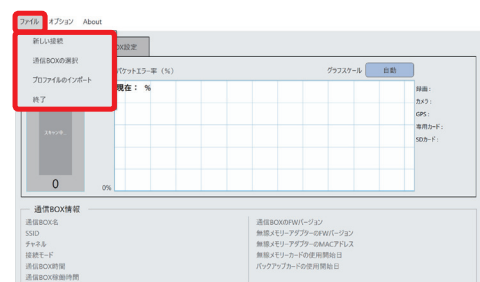 ファイル オプション About
新しい接続
通信BOXの選択
プロファイルのインポート
終了
OX設定
パケットエラー率(%)
グラフスケール 自動
現在: %
録画:
カメラ:
GPS:
専用カード:
SDカード:
スキャン中...
0
0%
通信BOX情報
通信BOX名
SSID
チャネル
接続モード
通信BOX時間
通信BOX稼働時間
通信BOXのFWバージョン
無線メモリーアダプターのFWバージョン
無線メモリーアダプターのMACアドレス
無線メモリーカードの使用開始日
バックアップカードの使用開始日